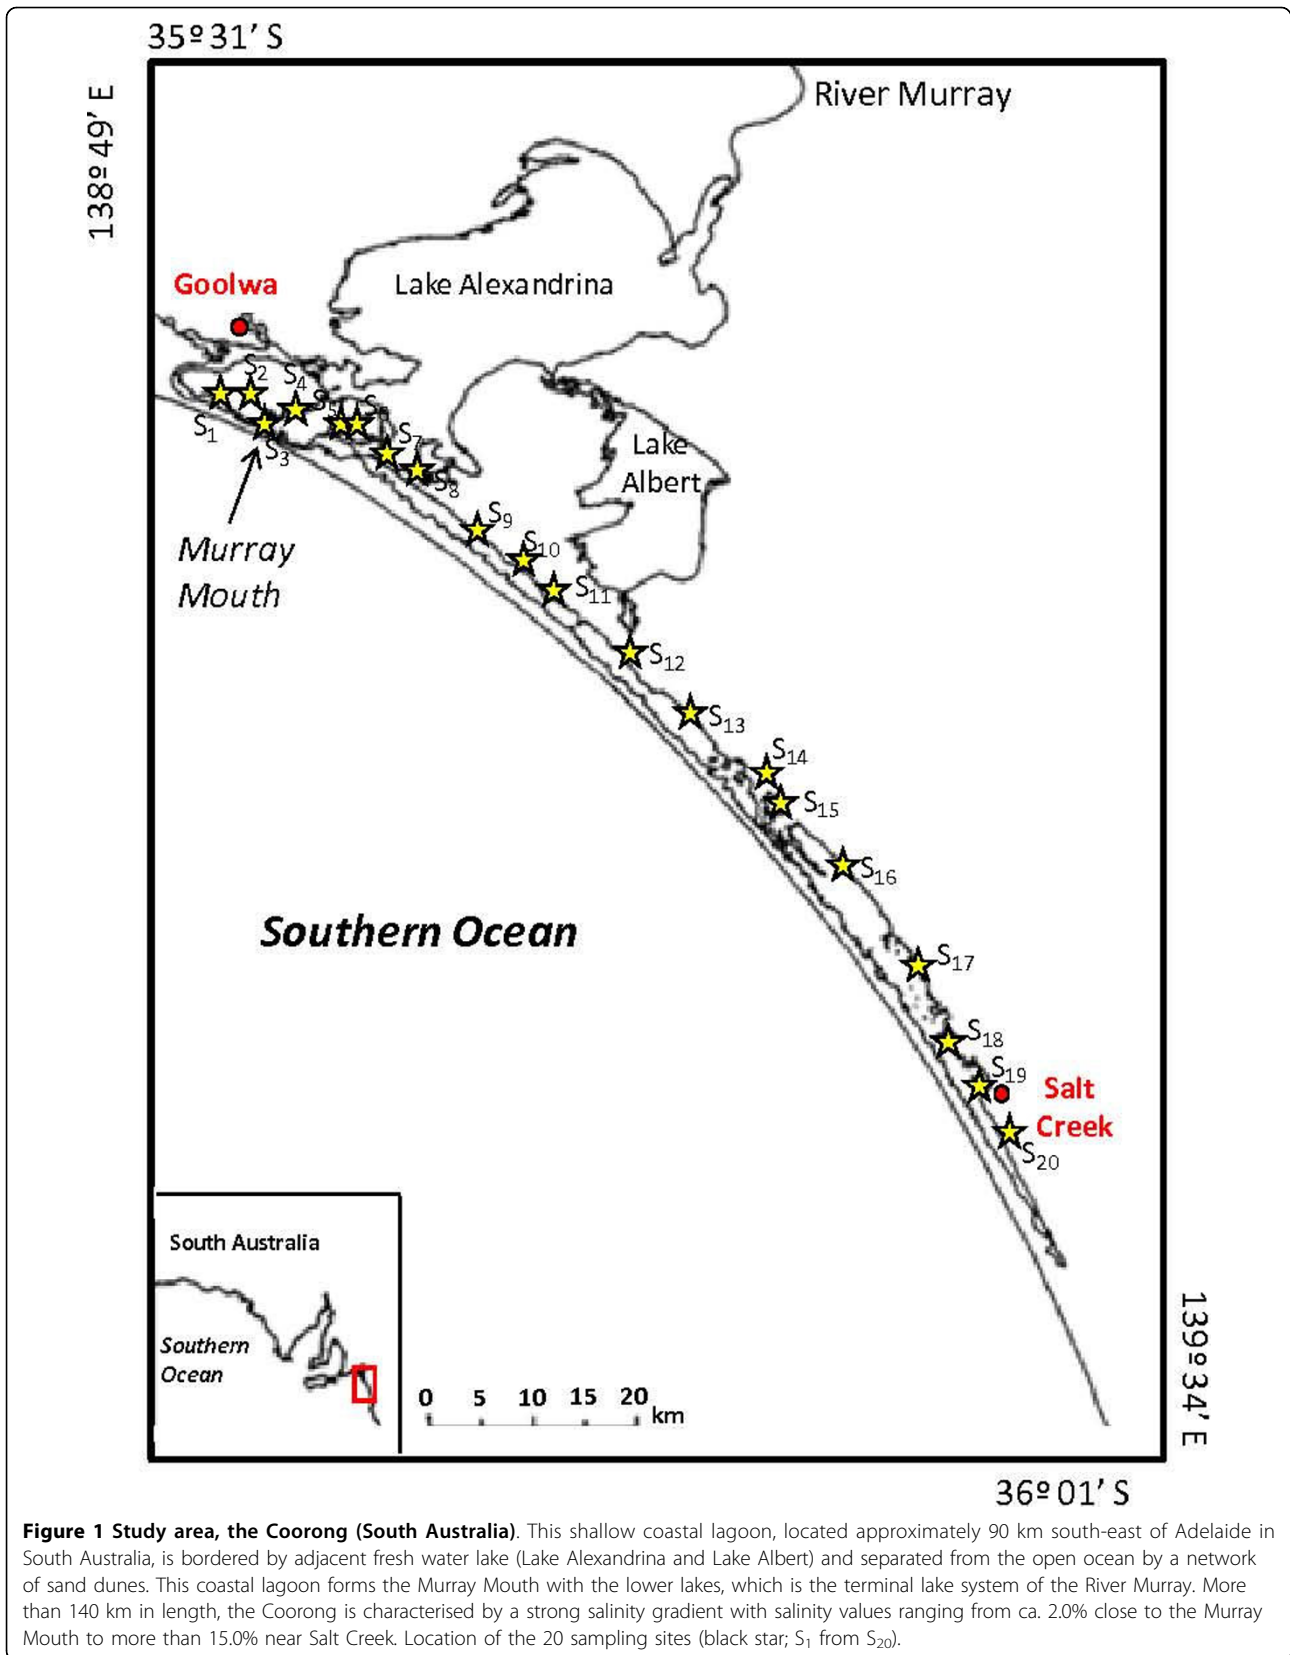 35º 31' S
138º 49' E
River Murray
Goolwa
Lake Alexandrina
S2
S4
S1
S3
S5
S6
S7
S8
Lake
Albert
Murray
Mouth
S9
S10
S11
S12
S13
S14
S15
S16
Southern Ocean
S17
S18
S19
Salt
Creek
S20
South Australia
Southern
Ocean
0 5 10 15 20
km
139º 34' E
36º 01' S
Figure 1 Study area, the Coorong (South Australia). This shallow coastal lagoon, located approximately 90 km south-east of Adelaide in
South Australia, is bordered by adjacent fresh water lake (Lake Alexandrina and Lake Albert) and separated from the open ocean by a network
of sand dunes. This coastal lagoon forms the Murray Mouth with the lower lakes, which is the terminal lake system of the River Murray. More
than 140 km in length, the Coorong is characterised by a strong salinity gradient with salinity values ranging from ca. 2.0% close to the Murray
Mouth to more than 15.0% near Salt Creek. Location of the 20 sampling sites (black star; S1 from S20).